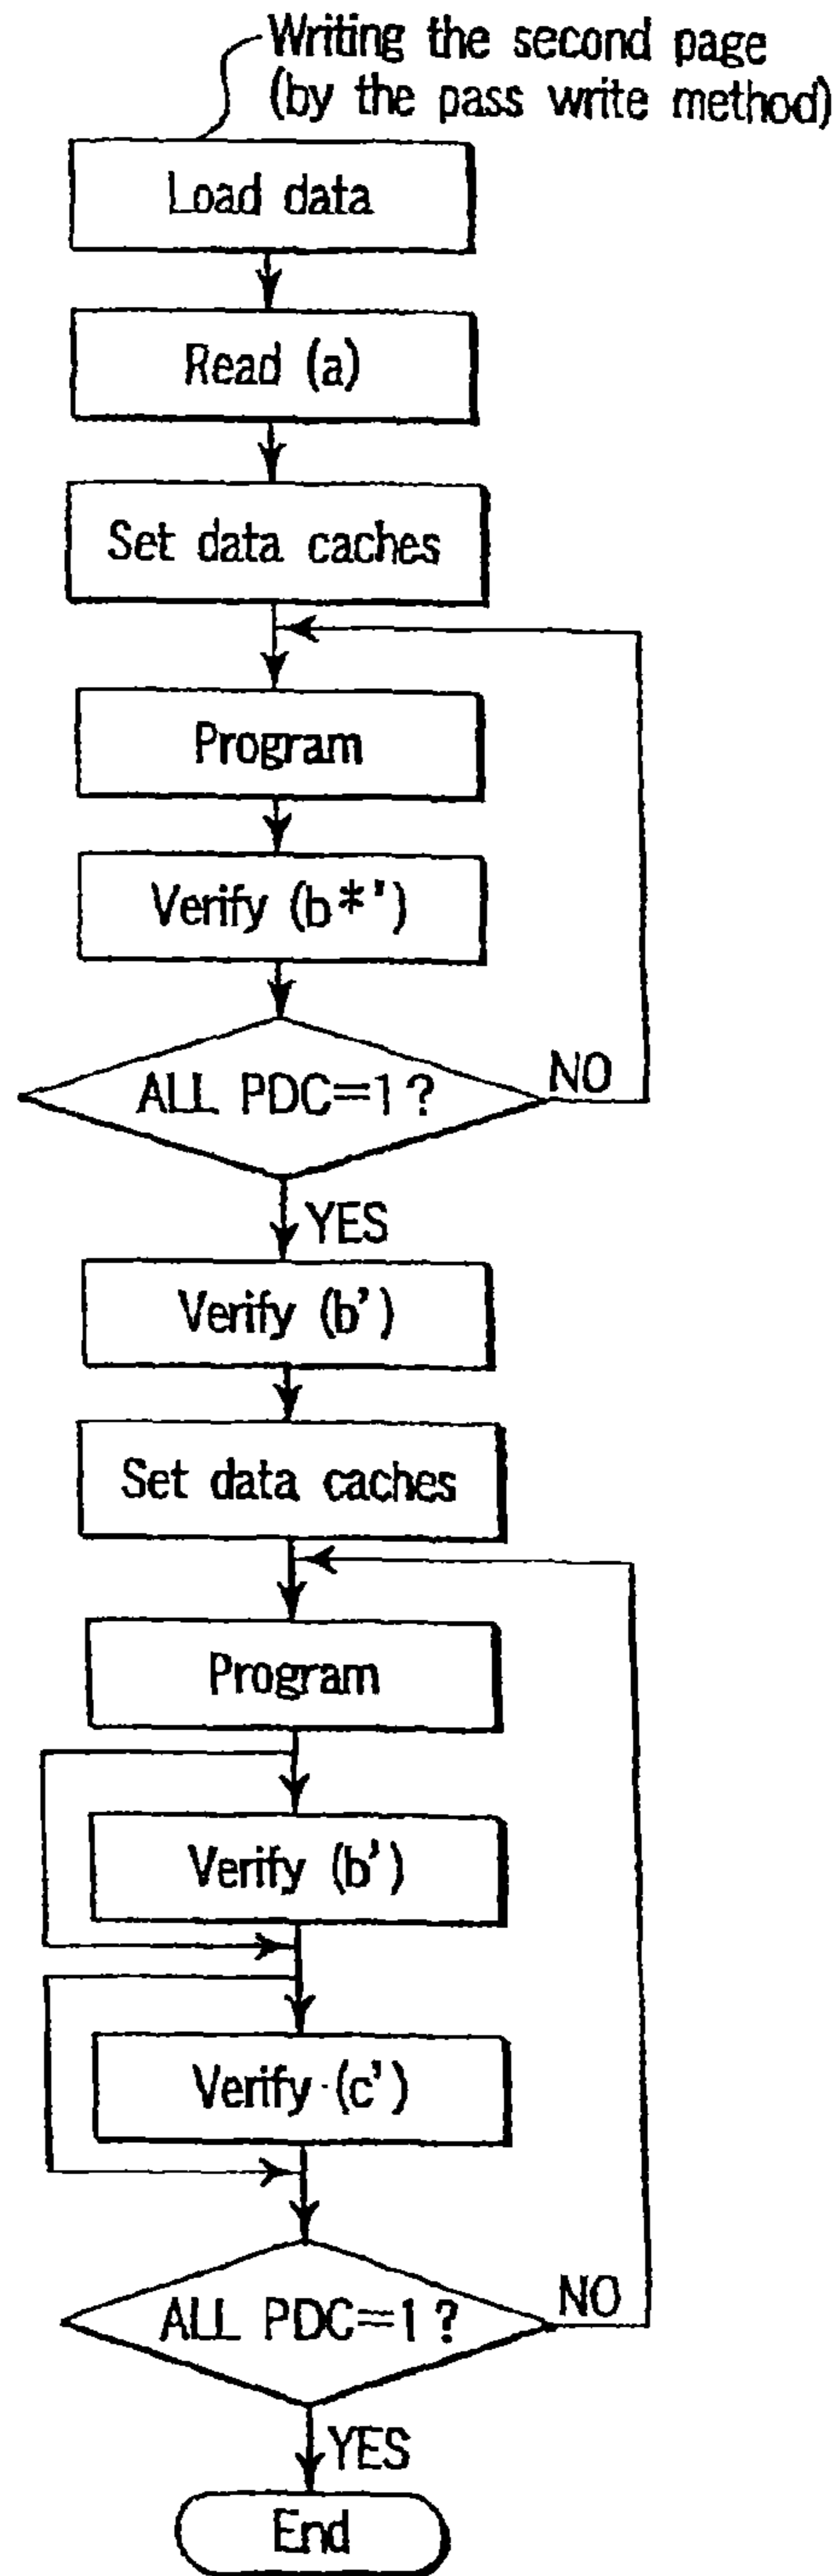 Writing the second page
(by the pass write method)
Load data
Read (a)
Set data caches
Program
Verify (b*')
ALL PDC=1?
NO
YES
Verify (b')
Set data caches
Program
Verify (b')
Verify (c')
ALL PDC=1?
NO
YES
End